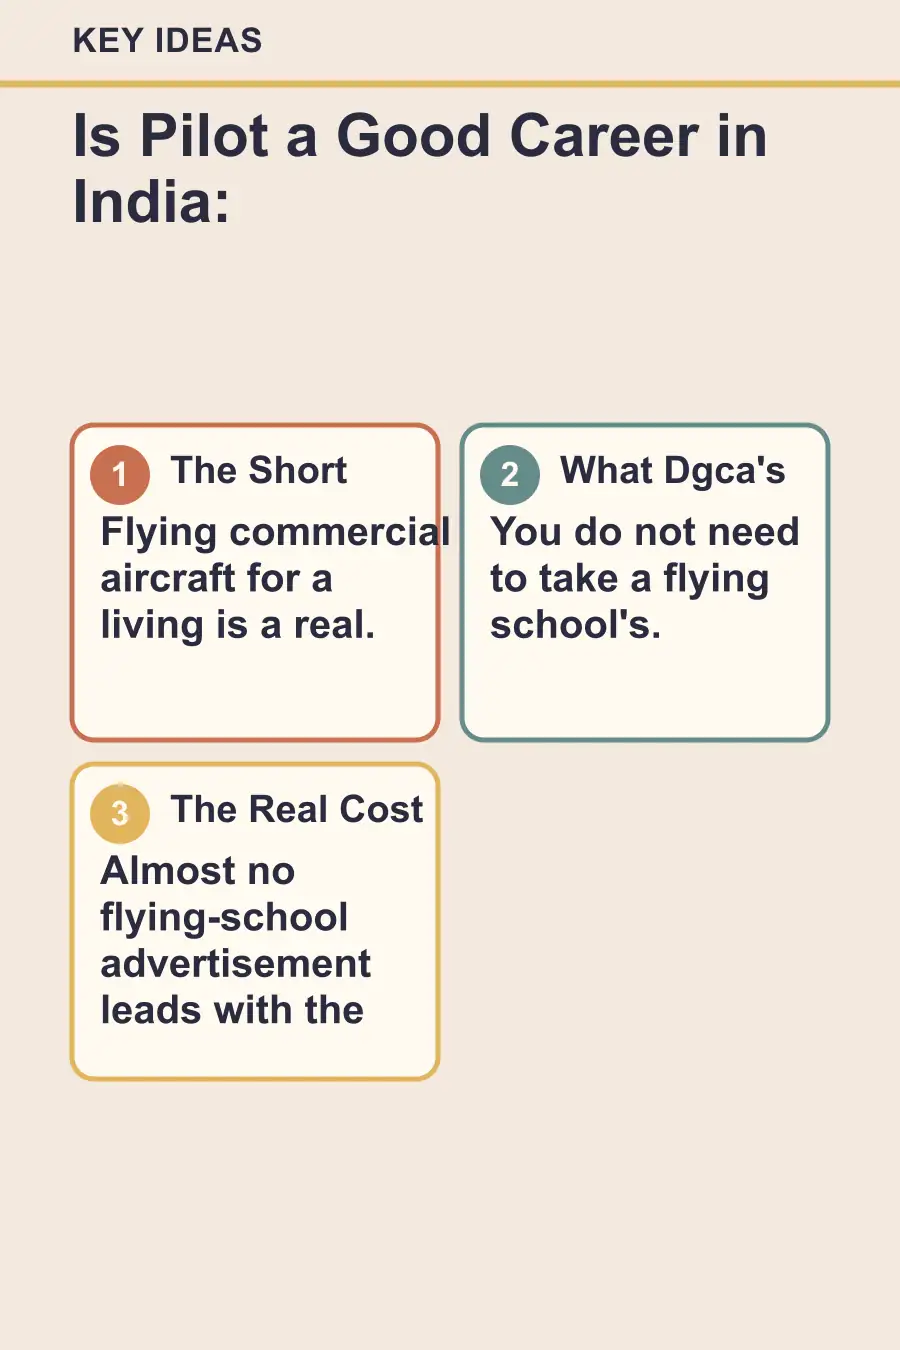 KEY IDEAS
Is Pilot a Good Career in
India:
1 The Short
Flying commercial
aircraft for a
living is a real.
2 What Dgca's
You do not need
to take a flying
school's.
3 The Real Cost
Almost no
flying-school
advertisement
leads with the